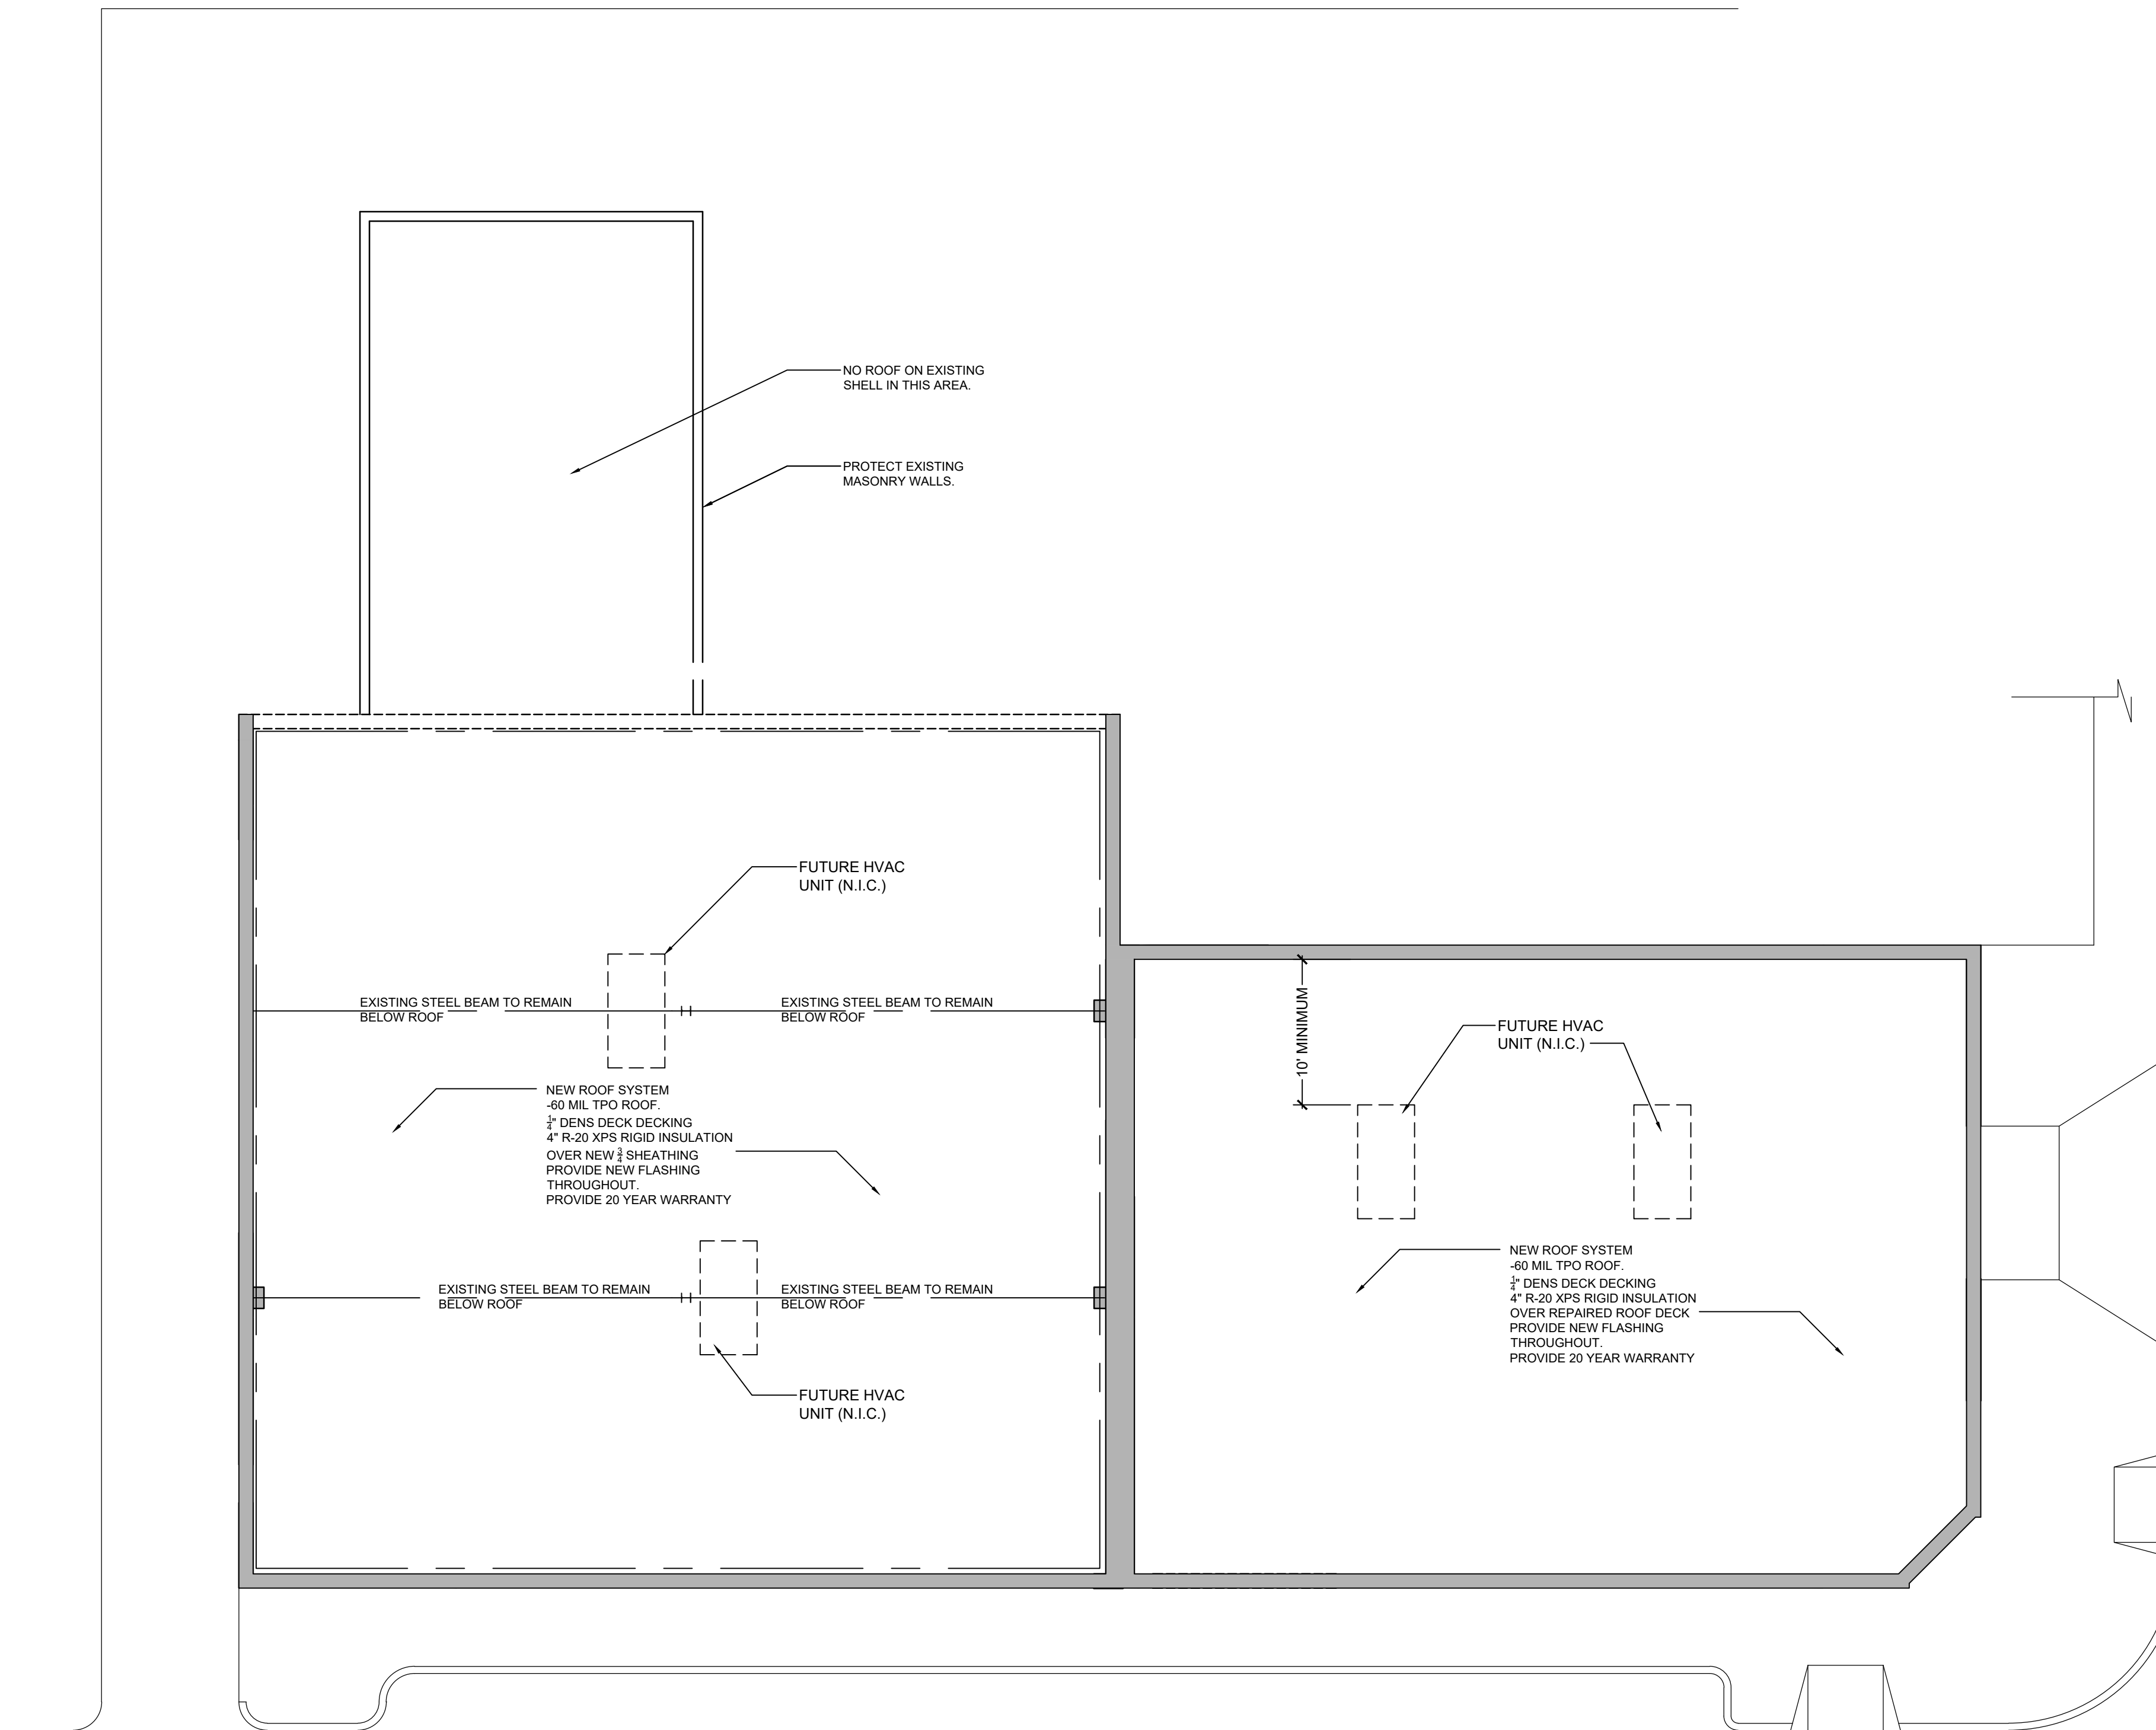 NO ROOF ON EXISTING
SHELL IN THIS AREA.
PROTECT EXISTING
MASONRY WALLS.
FUTURE HVAC
UNIT (N.I.C.)
EXISTING STEEL BEAM TO REMAIN
BELOW ROOF
EXISTING STEEL BEAM TO REMAIN
BELOW ROOF
10' MINIMUM
FUTURE HVAC
UNIT (N.I.C.)
NEW ROOF SYSTEM
-60 MIL TPO ROOF.
1/4" DENS DECK DECKING
4" R-20 XPS RIGID INSULATION
OVER NEW 3/4 SHEATHING
PROVIDE NEW FLASHING
THROUGHOUT.
PROVIDE 20 YEAR WARRANTY
NEW ROOF SYSTEM
-60 MIL TPO ROOF.
1/4" DENS DECK DECKING
4" R-20 XPS RIGID INSULATION
OVER REPAIRED ROOF DECK
PROVIDE NEW FLASHING
THROUGHOUT.
PROVIDE 20 YEAR WARRANTY
EXISTING STEEL BEAM TO REMAIN
BELOW ROOF
EXISTING STEEL BEAM TO REMAIN
BELOW ROOF
FUTURE HVAC
UNIT (N.I.C.)